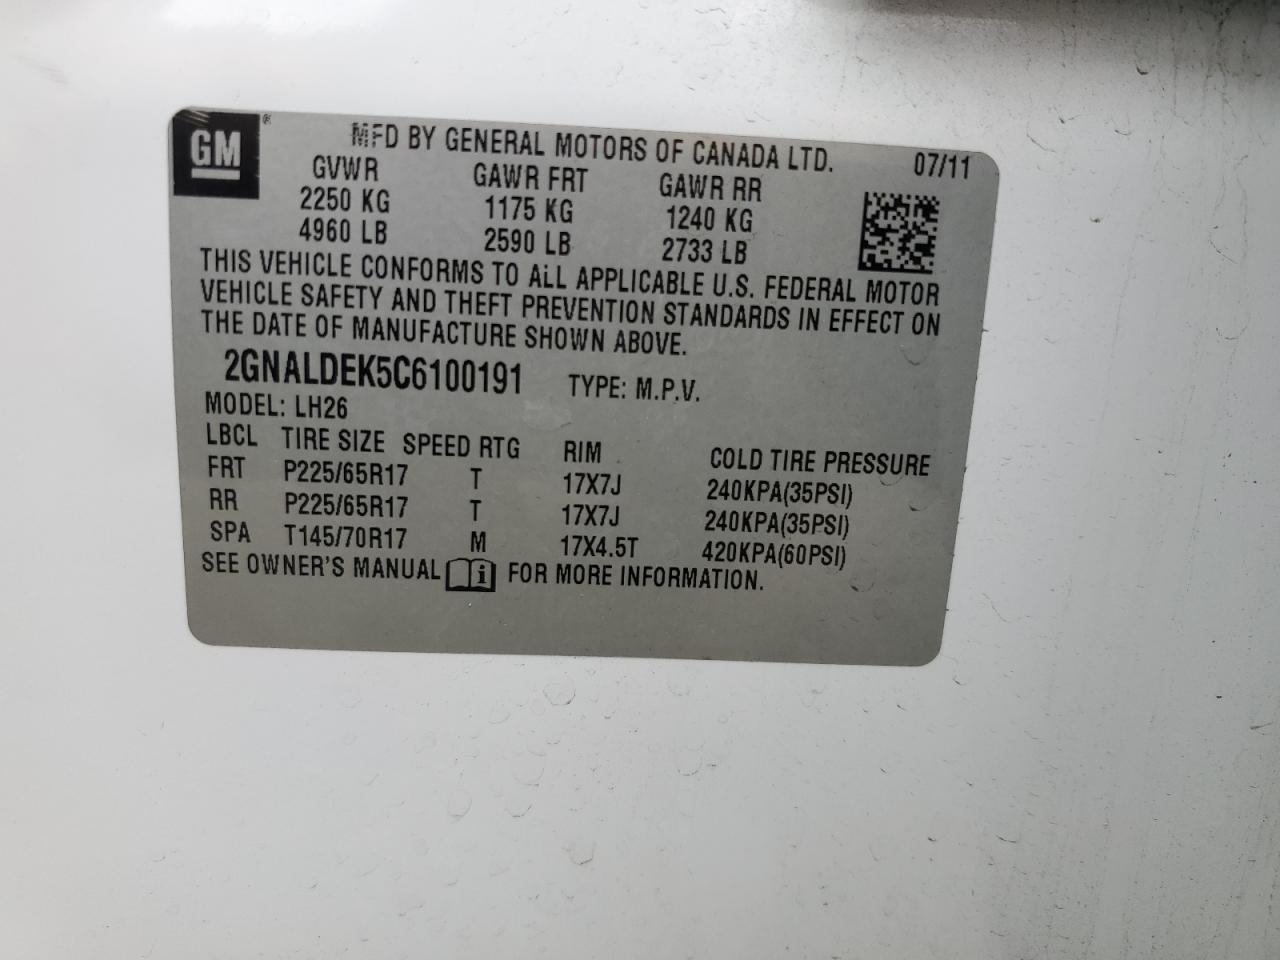 GM ®
MFD BY GENERAL MOTORS OF CANADA LTD. 07/11
GVWR GAWR FRT GAWR RR
2250 KG 1175 KG 1240 KG
4960 LB 2590 LB 2733 LB
THIS VEHICLE CONFORMS TO ALL APPLICABLE U.S. FEDERAL MOTOR
VEHICLE SAFETY AND THEFT PREVENTION STANDARDS IN EFFECT ON
THE DATE OF MANUFACTURE SHOWN ABOVE.
2GNALDEK5C6100191 TYPE: M.P.V.
MODEL: LH26
LBCL TIRE SIZE SPEED RTG RIM COLD TIRE PRESSURE
FRT P225/65R17 T 17X7J 240KPA(35PSI)
RR P225/65R17 T 17X7J 240KPA(35PSI)
SPA T145/70R17 M 17X4.5T 420KPA(60PSI)
SEE OWNER'S MANUAL i FOR MORE INFORMATION.